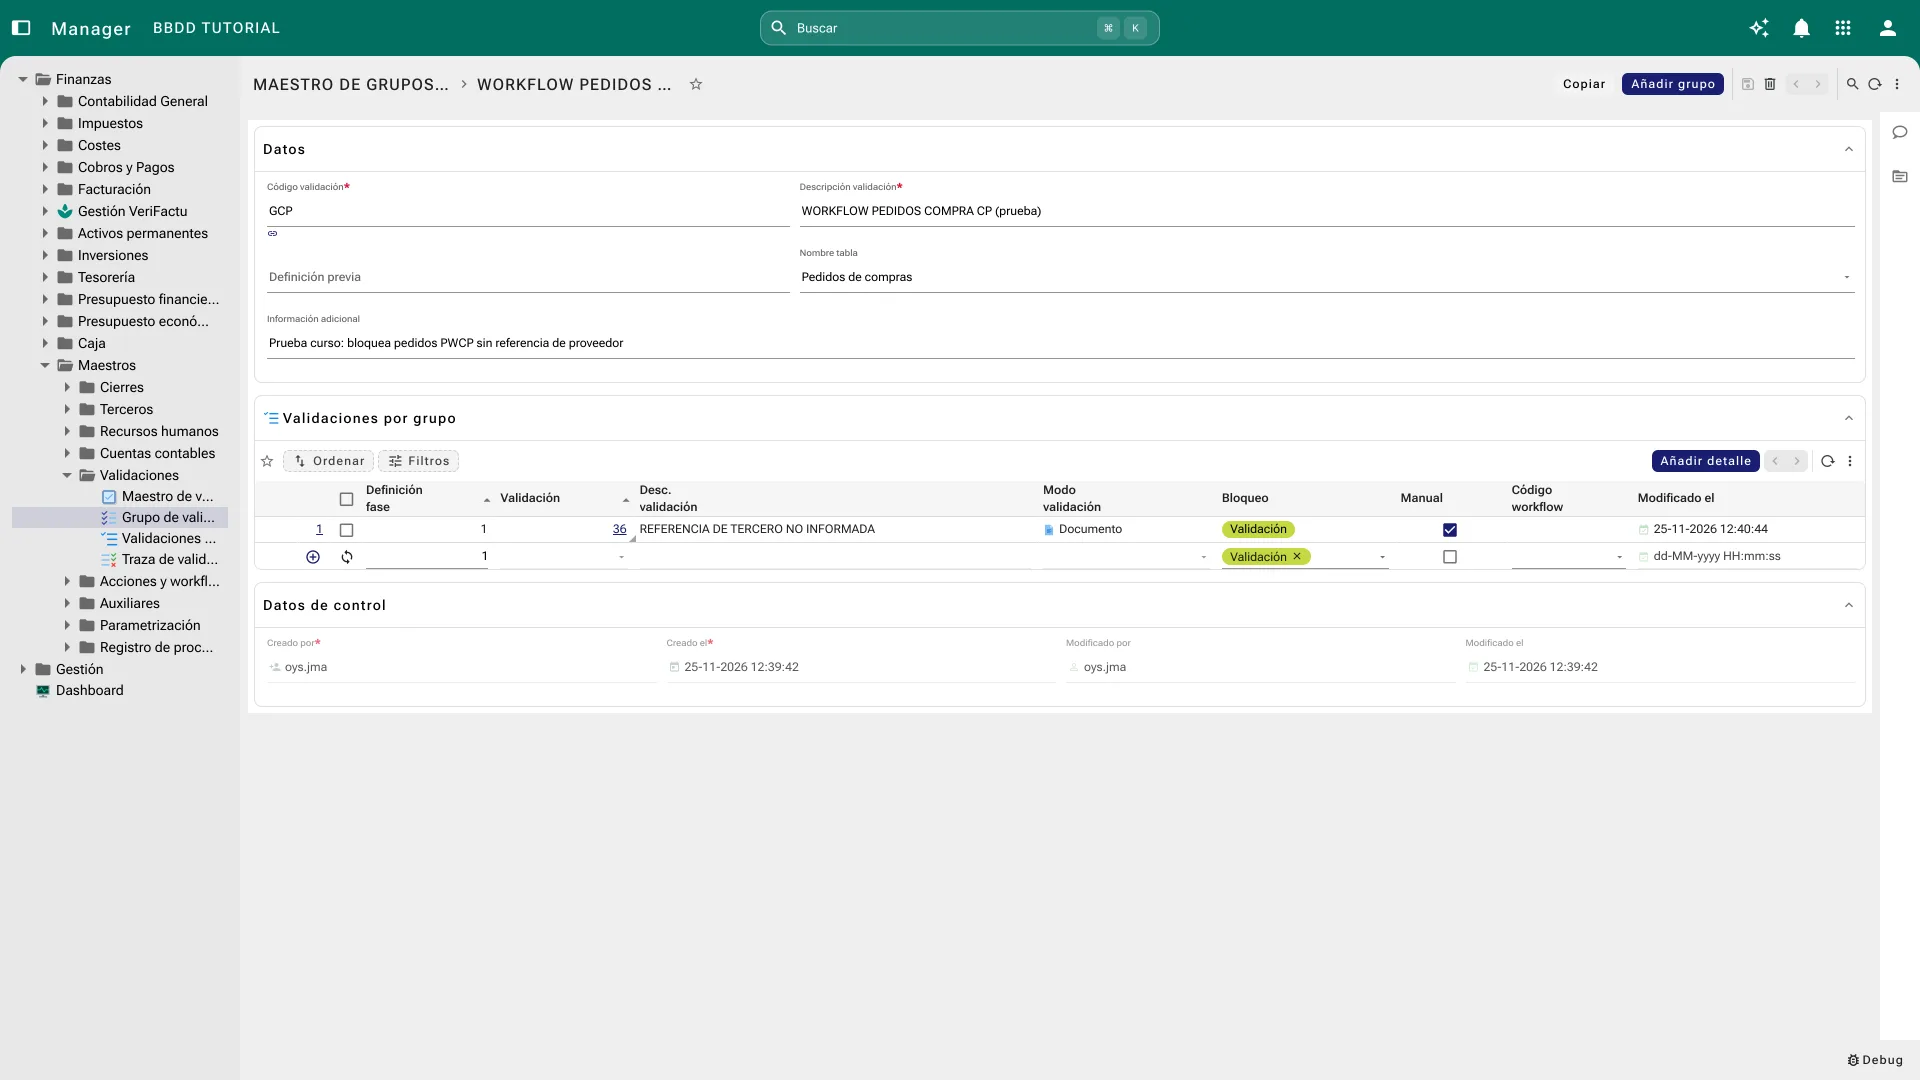 Manager
BBDD TUTORIAL
Buscar
⌘
K
Finanzas
Contabilidad General
Impuestos
Costes
Cobros y Pagos
Facturación
Gestión VeriFactu
Activos permanentes
Inversiones
Tesorería
Presupuesto financie...
Presupuesto econó...
Caja
Maestros
Cierres
Terceros
Recursos humanos
Cuentas contables
Validaciones
Maestro de v...
Grupo de vali...
Validaciones ...
Traza de valid...
Acciones y workfl...
Auxiliares
Parametrización
Registro de proc...
Gestión
Dashboard
MAESTRO DE GRUPOS... > WORKFLOW PEDIDOS ...
Copiar
Añadir grupo
Datos
Código validación*
GCP
Descripción validación*
WORKFLOW PEDIDOS COMPRA CP (prueba)
Definición previa
Nombre tabla
Pedidos de compras
Información adicional
Prueba curso: bloquea pedidos PWCP sin referencia de proveedor
Validaciones por grupo
Ordenar
Filtros
Añadir detalle
Definición fase
Validación
Desc. validación
Modo validación
Bloqueo
Manual
Código workflow
Modificado el
1 1 36 REFERENCIA DE TERCERO NO INFORMADA Documento Validación 25-11-2026 12:40:44
1 Validación × dd-MM-yyyy HH:mm:ss
Datos de control
Creado por*
oys.jma
Creado el*
25-11-2026 12:39:42
Modificado por
oys.jma
Modificado el
25-11-2026 12:39:42
Debug